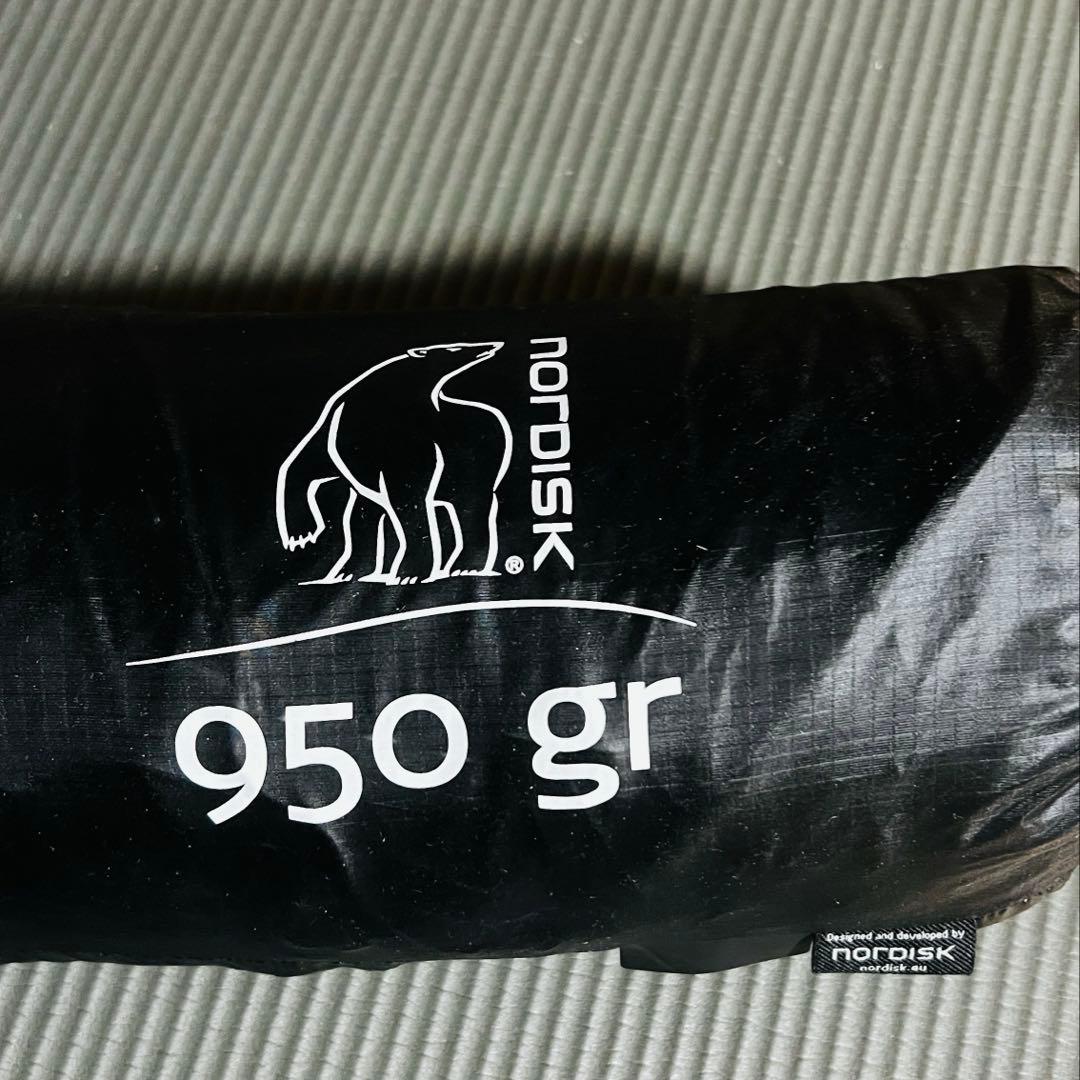 nordisk
®
950 gr
Designed and developed by
nordisk
nordisk.eu